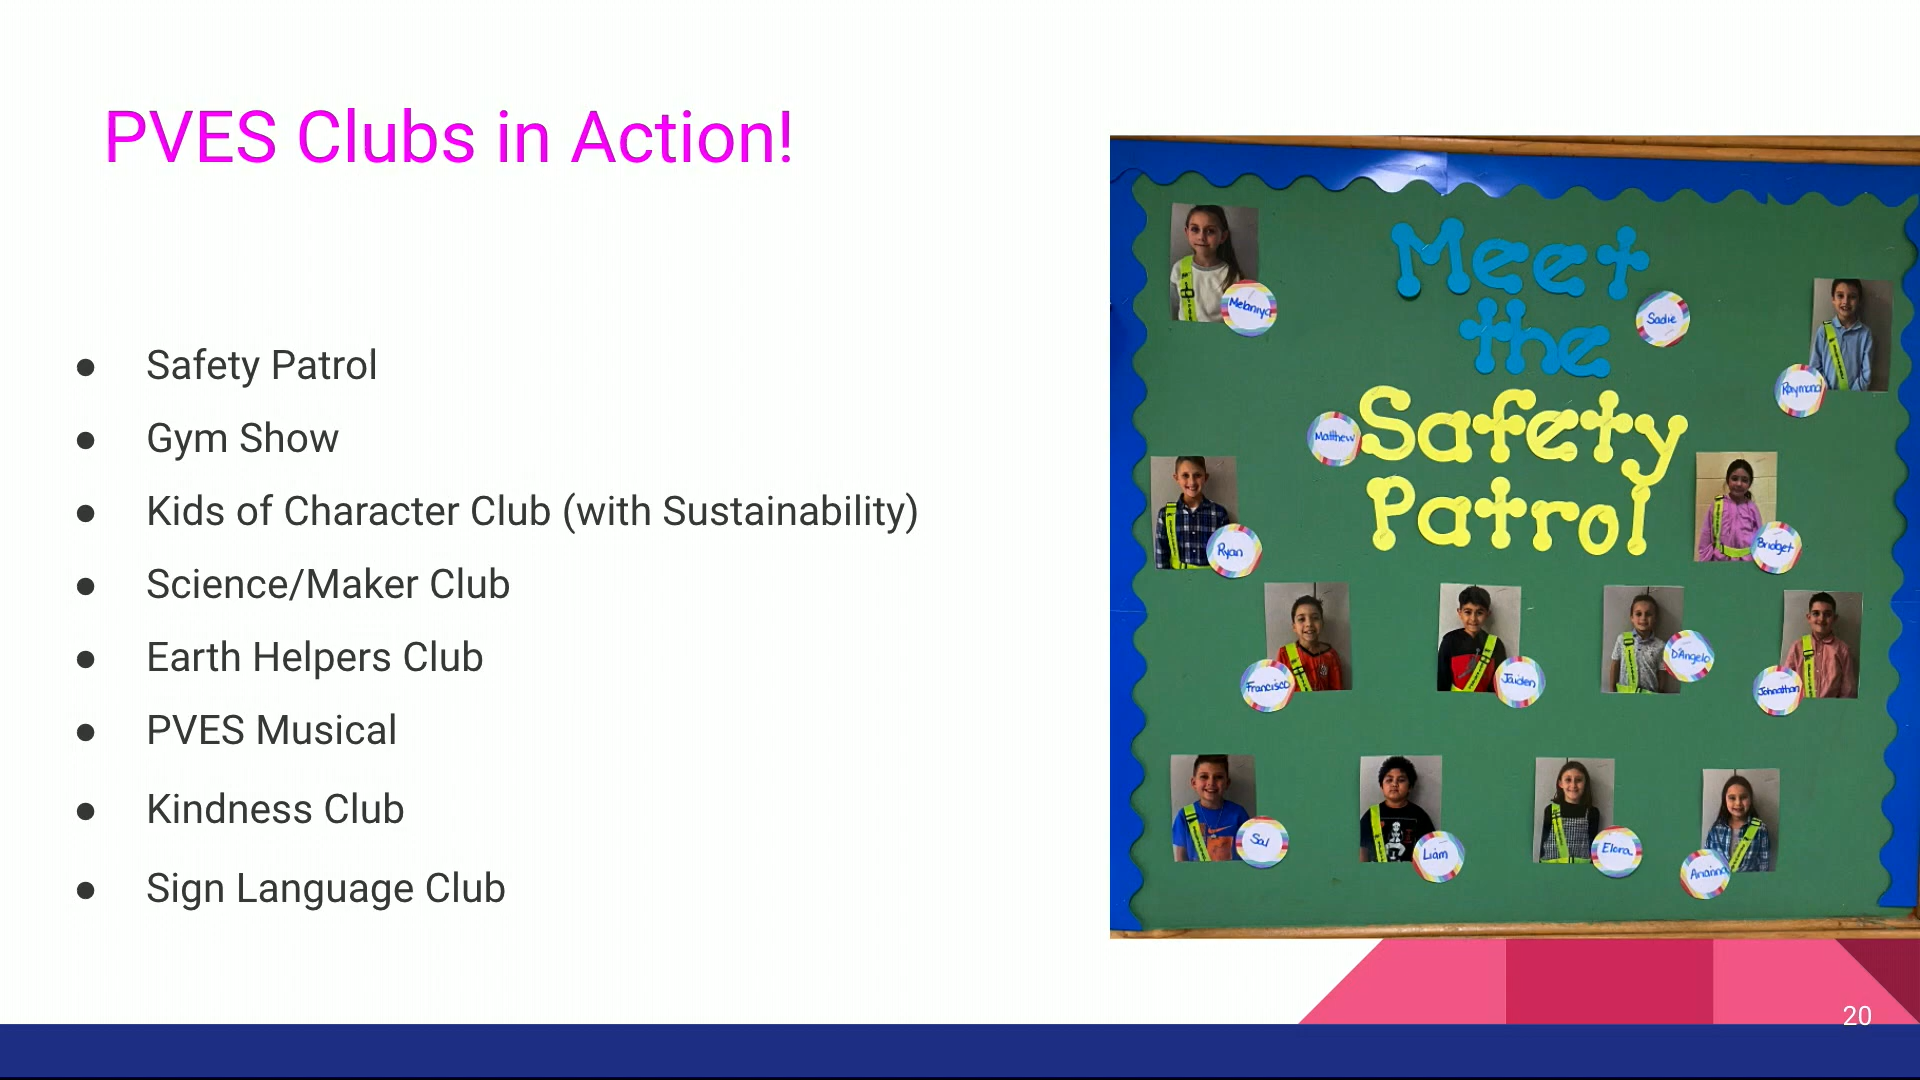 PVES Clubs in Action!
● Safety Patrol
● Gym Show
● Kids of Character Club (with Sustainability)
● Science/Maker Club
● Earth Helpers Club
● PVES Musical
● Kindness Club
● Sign Language Club
Meet
the
Safety
Patrol
Melaniya
Sadie
Raymond
Matthew
Ryan
Bridget
Francisco
Jaiden
D'Angelo
Johnathan
Sal
Liam
Elora
20